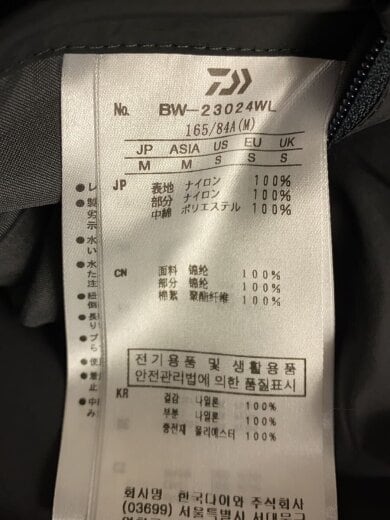 No. BW-23024WL
165/84A(M)
JP ASIA US EU UK
M M S S S
JP 表地 ナイロン 100%
部分 ナイロン 100%
中綿 ポリエステル 100%
CN 面料 锦纶 100%
部分 锦纶 100%
棉絮 聚酯纤维 100%
전기용품 및 생활용품
안전관리법에 의한 품질표시
KR 겉감 나일론 100%
부분 나일론 100%
충전재 폴리에스터 100%
회사명 한국다이와 주식회사
(03699) 서울특별시 서대문구